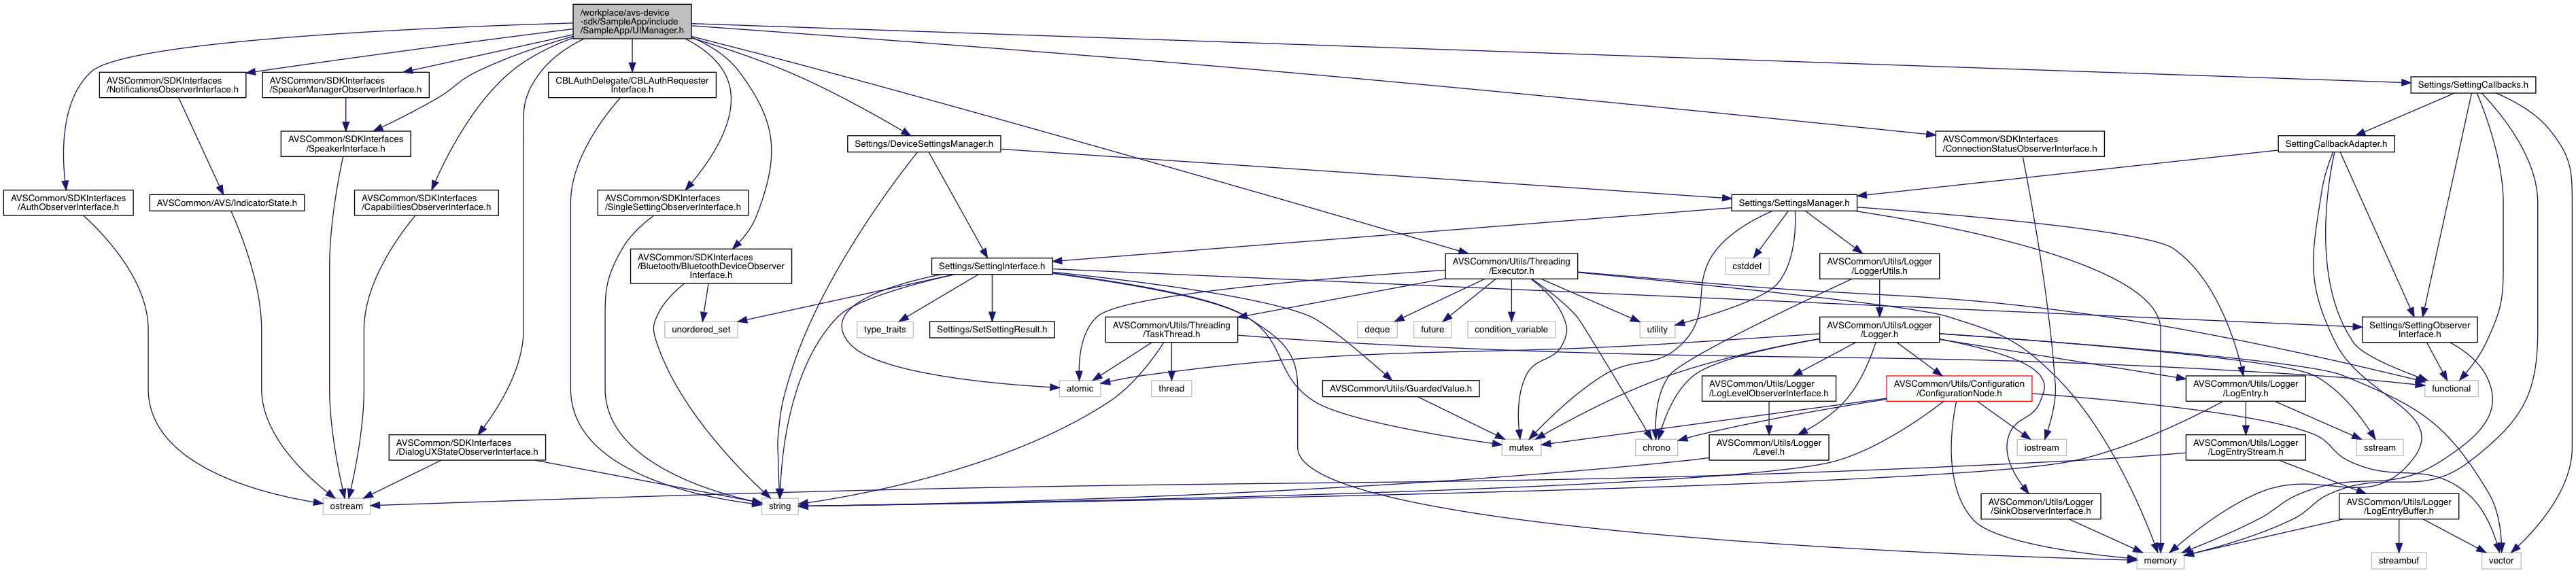 /workplace/avs-device
-sdk/SampleApp/include
/SampleApp/UIManager.h
AVSCommon/SDKInterfaces
/NotificationsObserverInterface.h
AVSCommon/SDKInterfaces
/SpeakerManagerObserverInterface.h
CBLAuthDelegate/CBLAuthRequester
Interface.h
Settings/SettingCallbacks.h
AVSCommon/SDKInterfaces
/SpeakerInterface.h
Settings/DeviceSettingsManager.h
AVSCommon/SDKInterfaces
/ConnectionStatusObserverInterface.h
SettingCallbackAdapter.h
AVSCommon/SDKInterfaces
/AuthObserverInterface.h
AVSCommon/AVS/IndicatorState.h
AVSCommon/SDKInterfaces
/CapabilitiesObserverInterface.h
AVSCommon/SDKInterfaces
/SingleSettingObserverInterface.h
Settings/SettingsManager.h
AVSCommon/SDKInterfaces
/Bluetooth/BluetoothDeviceObserver
Interface.h
Settings/SettingInterface.h
AVSCommon/Utils/Threading
/Executor.h
cstddef
AVSCommon/Utils/Logger
/LoggerUtils.h
unordered_set
type_traits
Settings/SetSettingResult.h
AVSCommon/Utils/Threading
/TaskThread.h
deque
future
condition_variable
utility
AVSCommon/Utils/Logger
/Logger.h
Settings/SettingObserver
Interface.h
atomic
thread
AVSCommon/Utils/GuardedValue.h
AVSCommon/Utils/Logger
/LogLevelObserverInterface.h
AVSCommon/Utils/Configuration
/ConfigurationNode.h
AVSCommon/Utils/Logger
/LogEntry.h
functional
AVSCommon/SDKInterfaces
/DialogUXStateObserverInterface.h
mutex
chrono
AVSCommon/Utils/Logger
/Level.h
iostream
AVSCommon/Utils/Logger
/LogEntryStream.h
sstream
ostream
string
AVSCommon/Utils/Logger
/SinkObserverInterface.h
AVSCommon/Utils/Logger
/LogEntryBuffer.h
memory
streambuf
vector